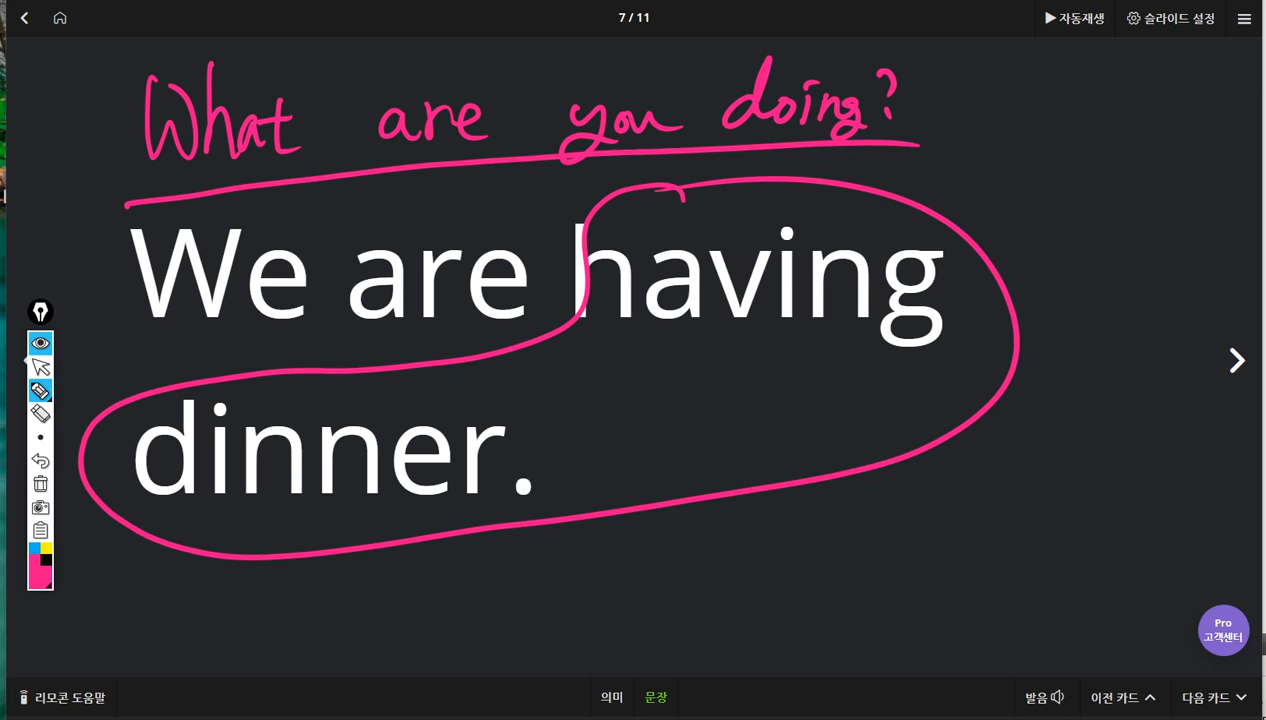 7 / 11
자동재생
슬라이드 설정
What are you doing?
We are having
dinner.
Pro
고객센터
리모콘 도움말
의미
문장
발음
이전 카드
다음 카드